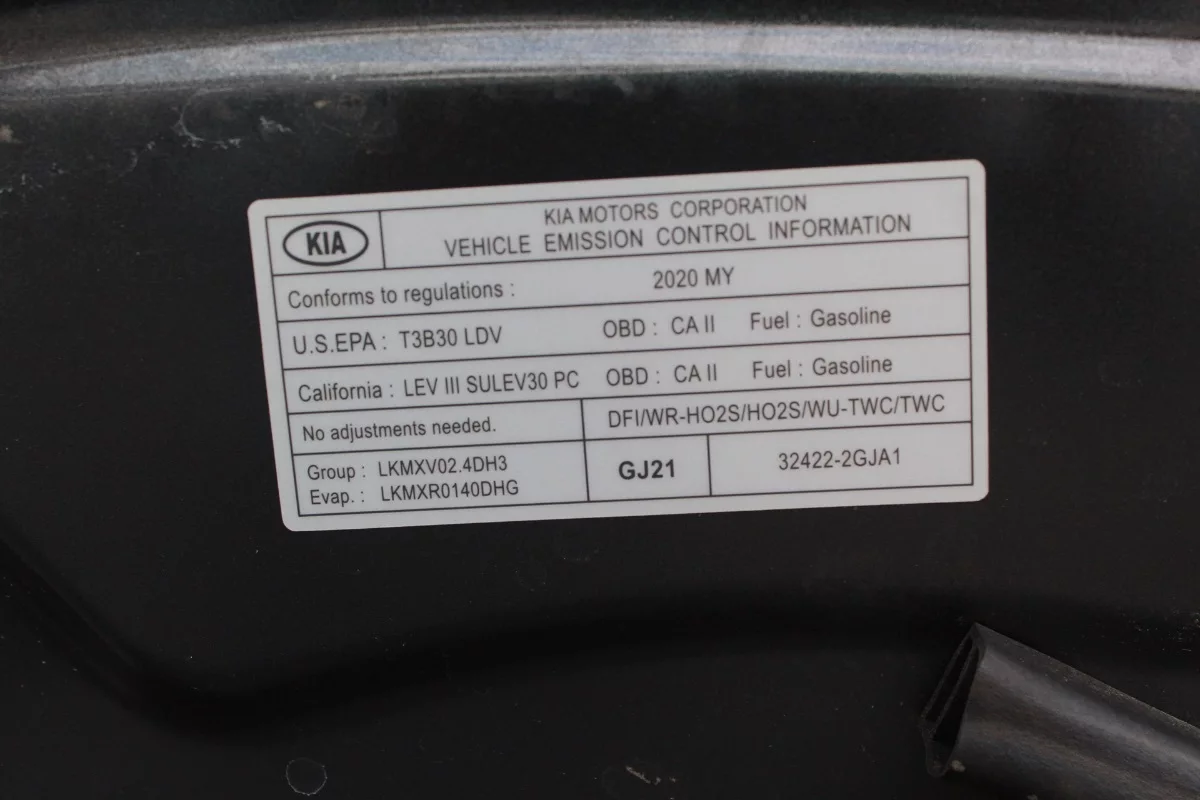 KIA
KIA MOTORS CORPORATION
VEHICLE EMISSION CONTROL INFORMATION
Conforms to regulations : 2020 MY
U.S.EPA : T3B30 LDV OBD : CA II Fuel : Gasoline
California : LEV III SULEV30 PC OBD : CA II Fuel : Gasoline
No adjustments needed. DFI/WR-HO2S/HO2S/WU-TWC/TWC
Group : LKMXV02.4DH3
Evap. : LKMXR0140DHG
GJ21
32422-2GJA1